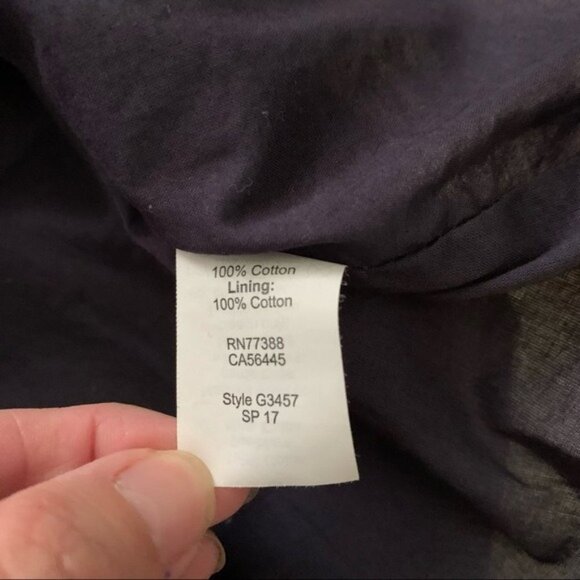 100% Cotton
Lining:
100% Cotton
RN77388
CA56445
Style G3457
SP 17